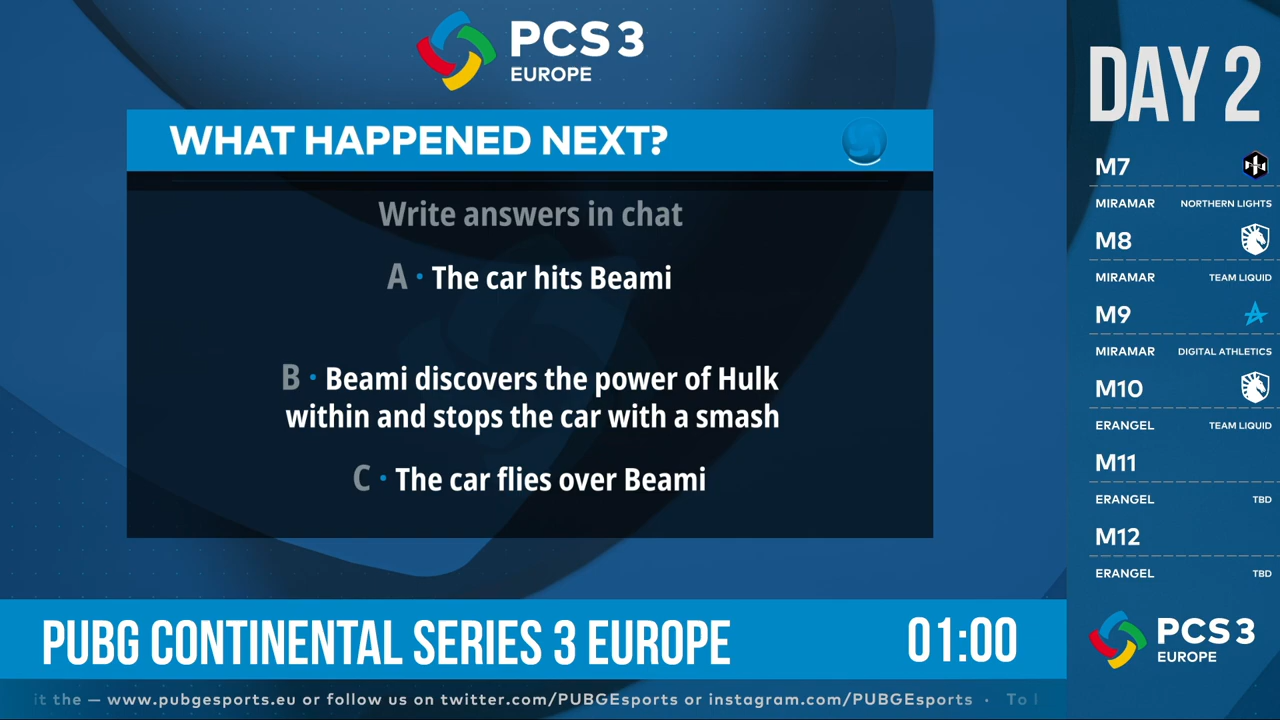 PCS 3
EUROPE
WHAT HAPPENED NEXT?
Write answers in chat
A · The car hits Beami
B · Beami discovers the power of Hulk
within and stops the car with a smash
C · The car flies over Beami
PUBG CONTINENTAL SERIES 3 EUROPE
01:00
it the — www.pubgesports.eu or follow us on twitter.com/PUBGEsports or instagram.com/PUBGEsports · To
DAY 2
M7
MIRAMAR NORTHERN LIGHTS
M8
MIRAMAR TEAM LIQUID
M9
MIRAMAR DIGITAL ATHLETICS
M10
ERANGEL TEAM LIQUID
M11
ERANGEL TBD
M12
ERANGEL TBD
PCS 3
EUROPE